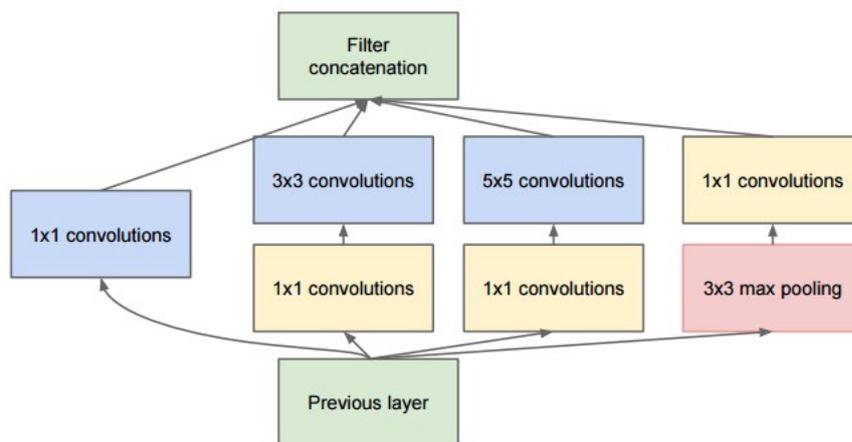 Filter
concatenation
3x3 convolutions
5x5 convolutions
1x1 convolutions
1x1 convolutions
1x1 convolutions
1x1 convolutions
3x3 max pooling
Previous layer